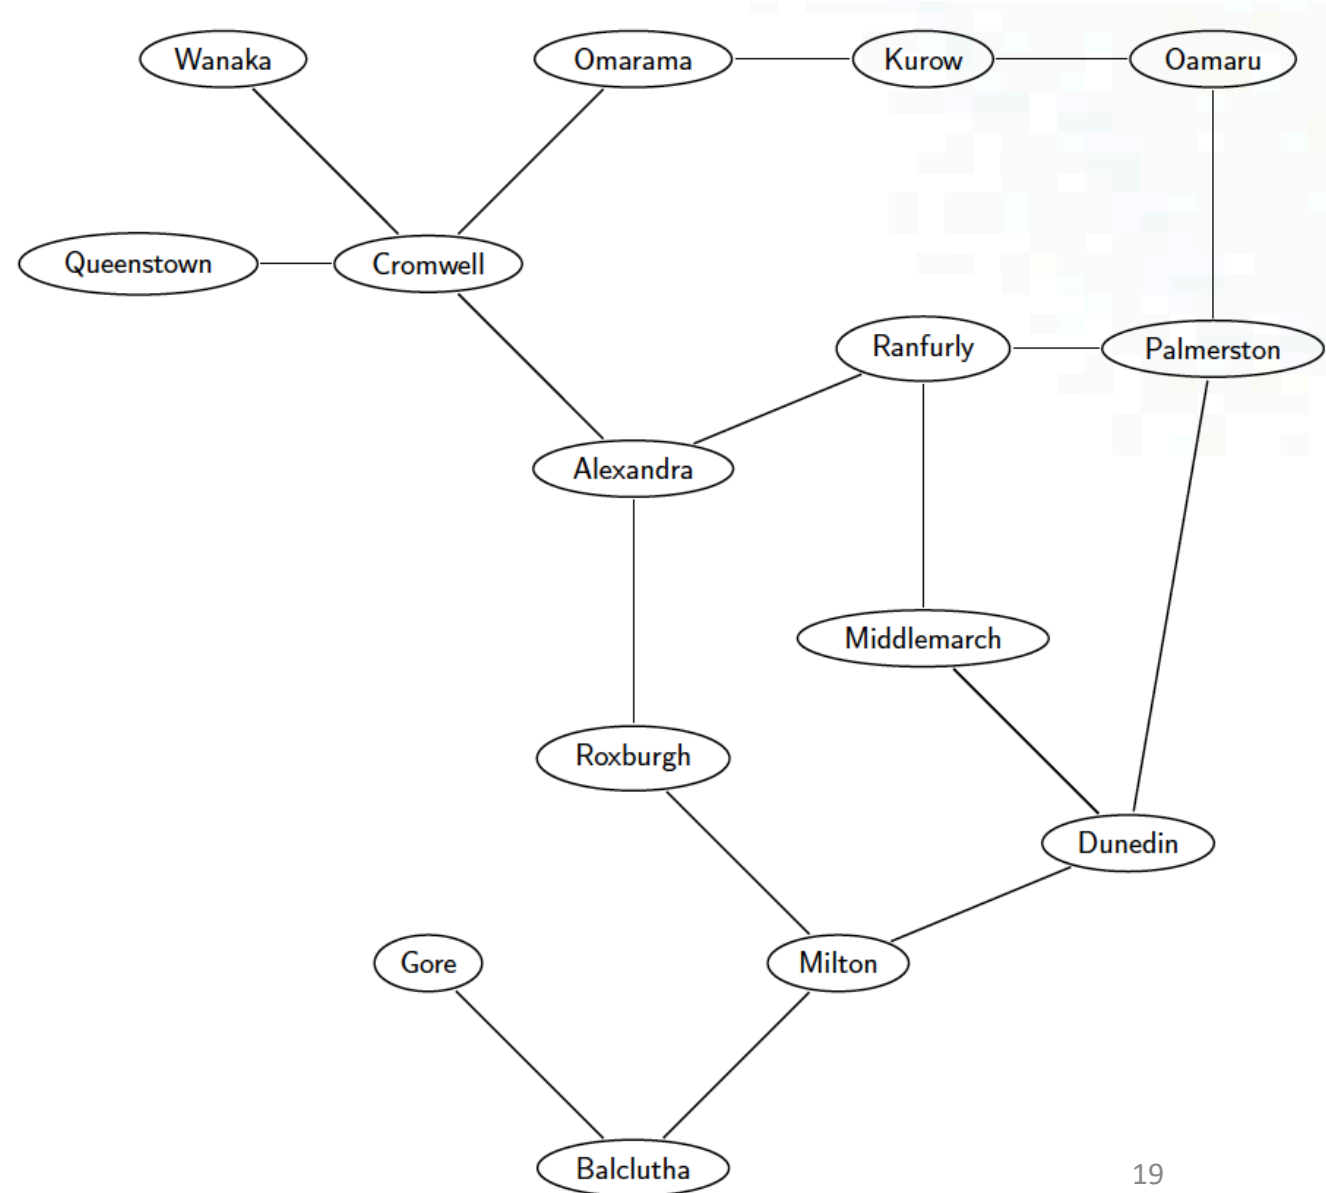 Wanaka
Omarama
Kurow
Oamaru
Queenstown
Cromwell
Ranfurly
Palmerston
Alexandra
Middlemarch
Roxburgh
Dunedin
Gore
Milton
Balclutha
19